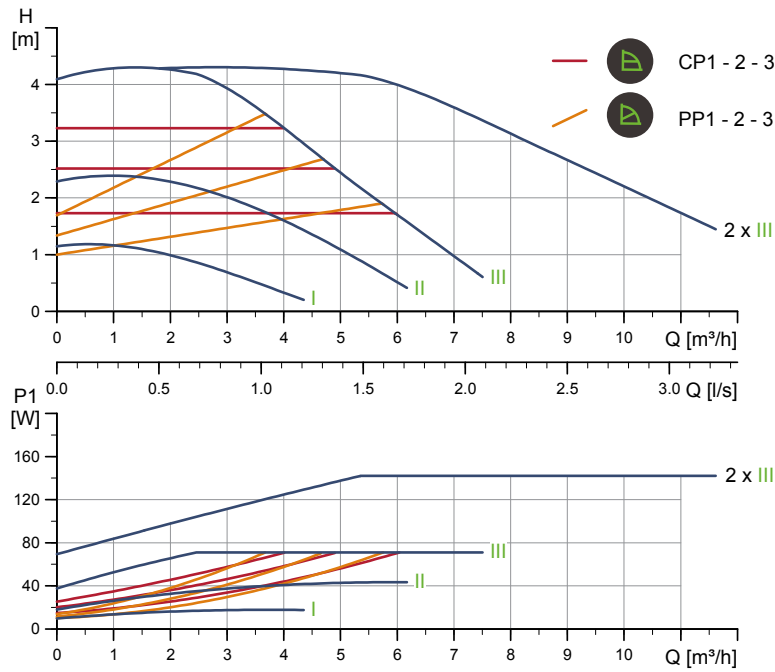 H
[m]
4
3
2
1
0
CP1 - 2 - 3
PP1 - 2 - 3
2 x III
III
II
I
0 1 2 3 4 5 6 7 8 9 10 Q [m³/h]
0.0 0.5 1.0 1.5 2.0 2.5 3.0 Q [l/s]
P1
[W]
160
120
80
40
0
2 x III
III
II
I
0 1 2 3 4 5 6 7 8 9 10 Q [m³/h]